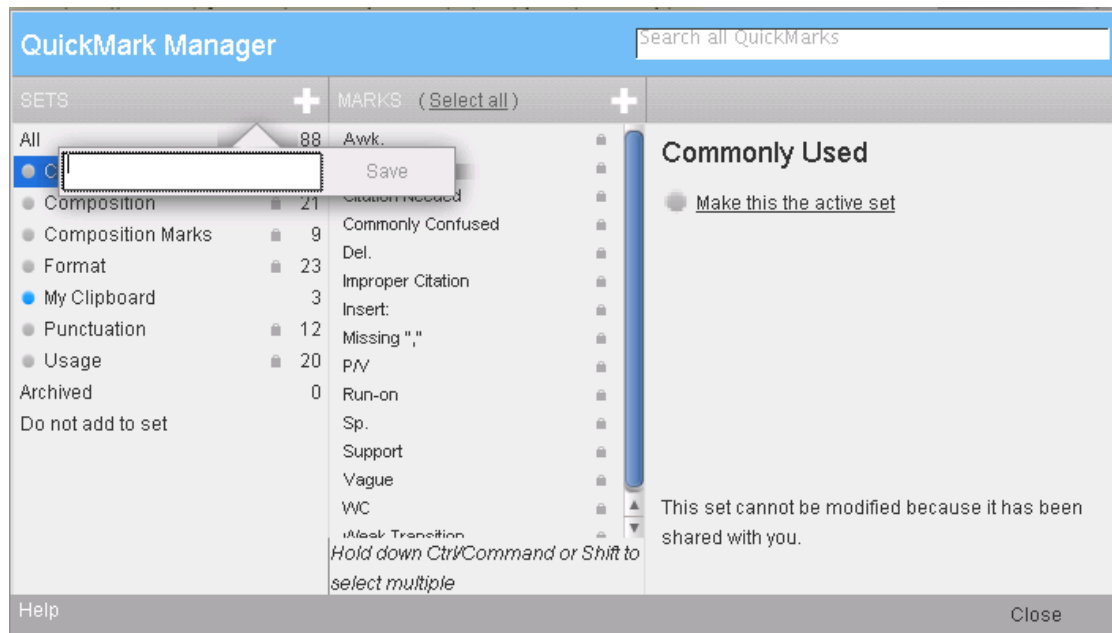 QuickMark Manager
Search all QuickMarks
SETS
MARKS (Select all)
All 88
C
Composition 21
Composition Marks 9
Format 23
My Clipboard 3
Punctuation 12
Usage 20
Archived 0
Do not add to set
Save
Awk.
Citation Needed
Commonly Confused
Del.
Improper Citation
Insert:
Missing ","
P/V
Run-on
Sp.
Support
Vague
WC
Weak Transition
Hold down Ctrl/Command or Shift to
select multiple
Commonly Used
Make this the active set
This set cannot be modified because it has been
shared with you.
Help
Close